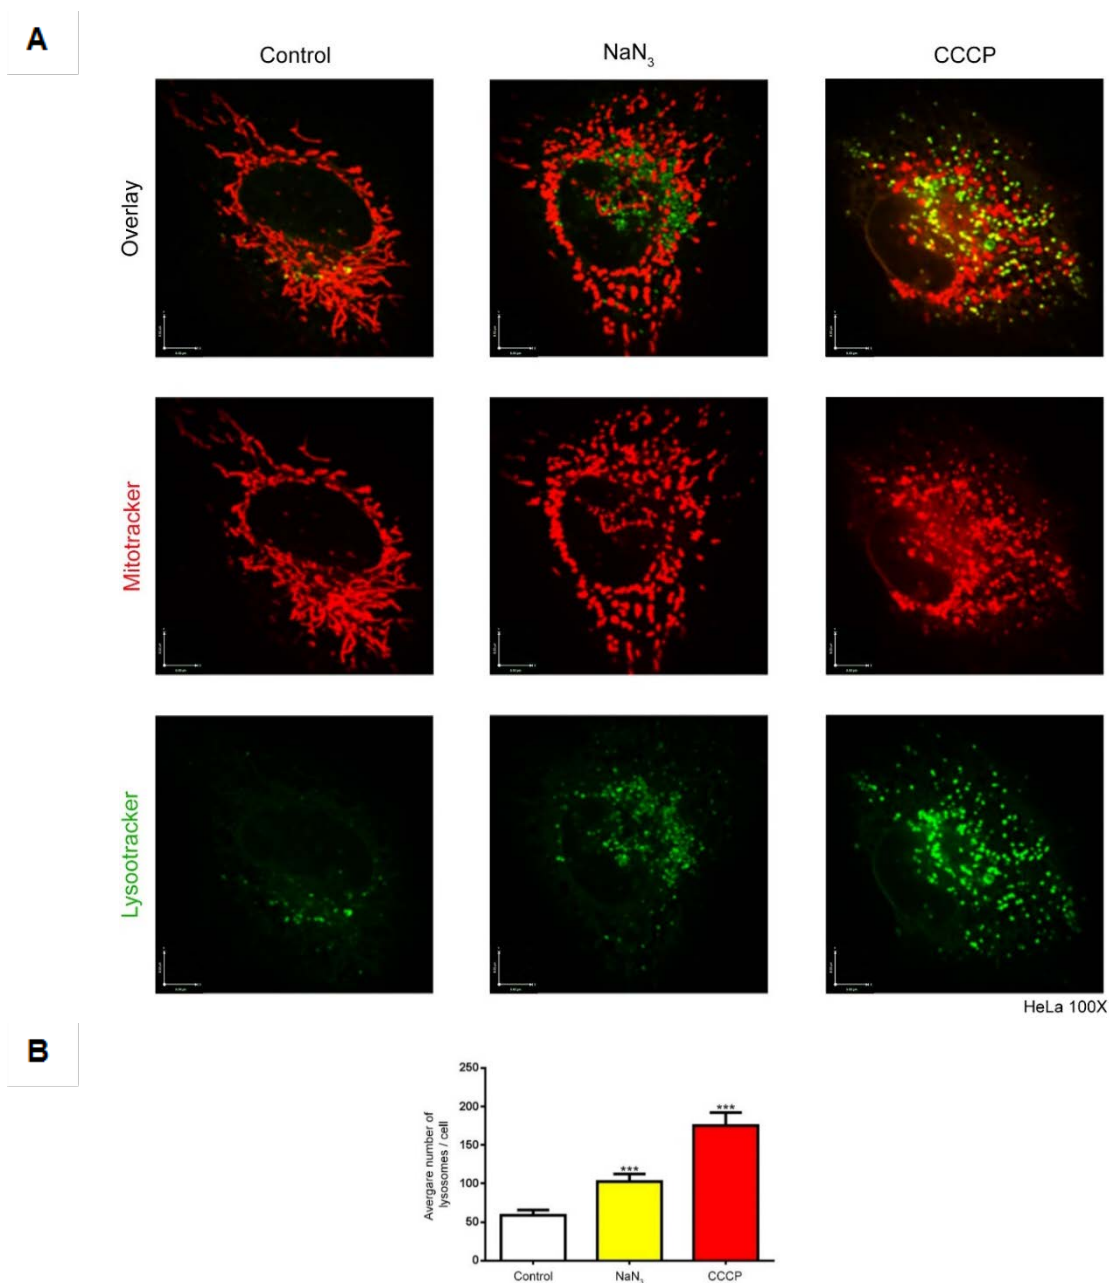 A
Control
NaN₃
CCCP
Overlay
Mitotracker
Lysootracker
HeLa 100X
B
Avergare number of
lysosomes / cell
250
200
150
100
50
0
***
***
Control
NaN₃
CCCP